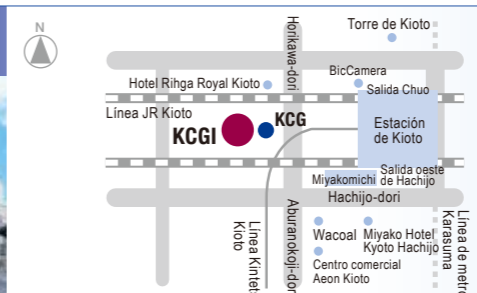 N
Torre de Kioto
Horikawa-dori
BicCamera
Hotel Rihga Royal Kioto
Salida Chuo
Línea JR Kioto
KCGI
KCG
Estación
de Kioto
Salida oeste
de Hachijo
Miyakomichi
Hachijo-dori
Aburanokoji-dori
Línea Kintetsu
Kioto
Wacoal
Miyako Hotel
Kyoto Hachijo
Centro comercial
Aeon Kioto
Línea de metro
Karasuma